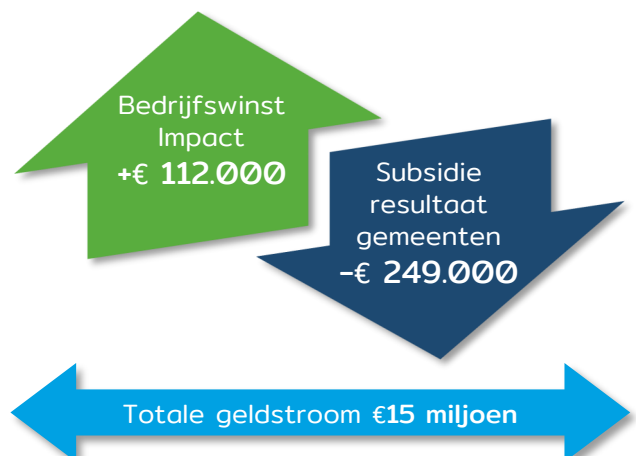 Bedrijfswinst
Impact
+€ 112.000
Subsidie
resultaat
gemeenten
-€ 249.000
Totale geldstroom €15 miljoen